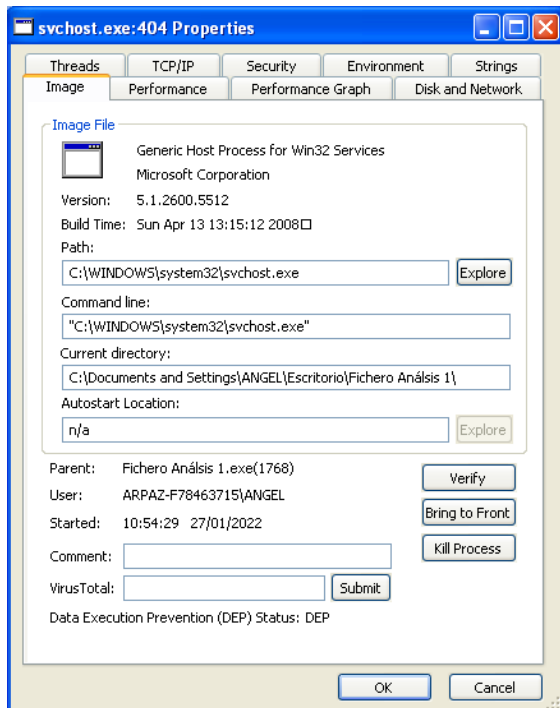 svchost.exe:404 Properties
Threads TCP/IP Security Environment Strings
Image Performance Performance Graph Disk and Network
Image File
Generic Host Process for Win32 Services
Microsoft Corporation
Version: 5.1.2600.5512
Build Time: Sun Apr 13 13:15:12 2008□
Path:
C:\WINDOWS\system32\svchost.exe Explore
Command line:
"C:\WINDOWS\system32\svchost.exe"
Current directory:
C:\Documents and Settings\ANGEL\Escritorio\Fichero Análsis 1\
Autostart Location:
n/a Explore
Parent: Fichero Análsis 1.exe(1768) Verify
User: ARPAZ-F78463715\ANGEL
Bring to Front
Started: 10:54:29 27/01/2022
Kill Process
Comment:
VirusTotal: Submit
Data Execution Prevention (DEP) Status: DEP
OK Cancel